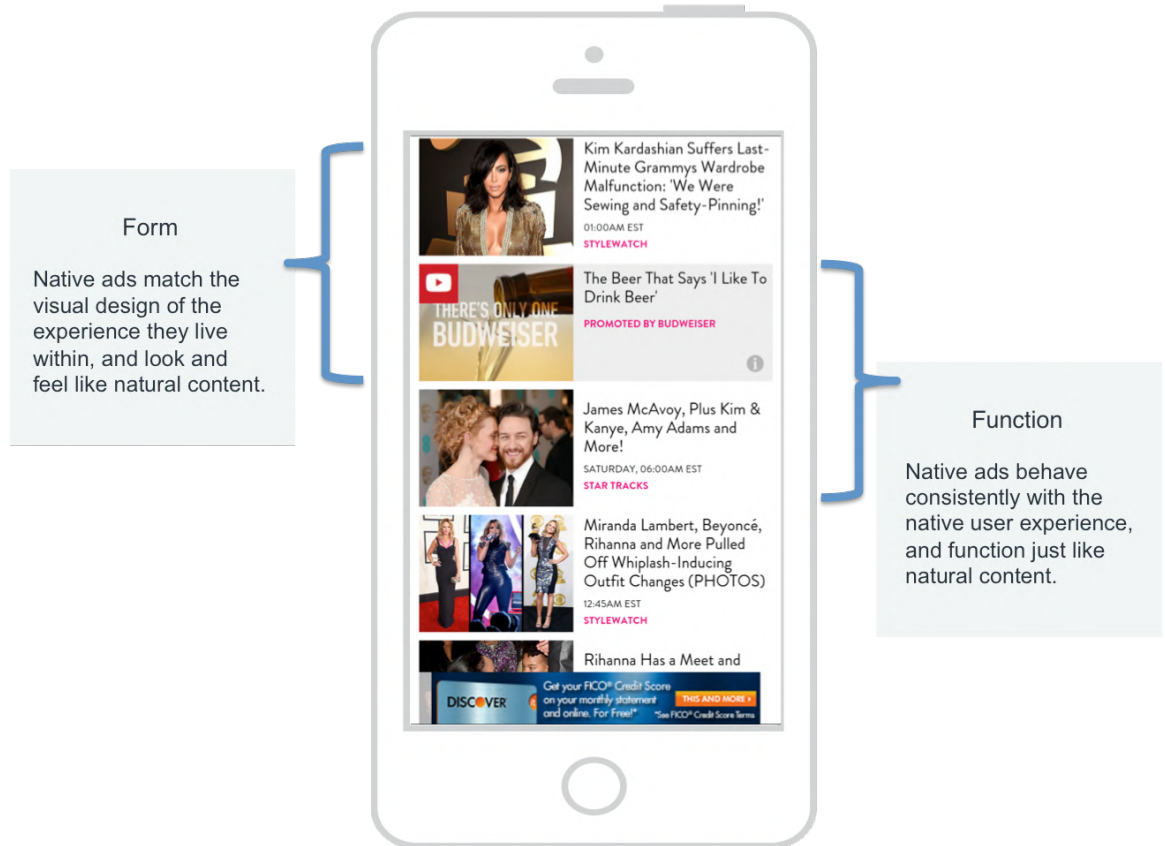 Form
Native ads match the
visual design of the
experience they live
within, and look and
feel like natural content.
Kim Kardashian Suffers Last-
Minute Grammys Wardrobe
Malfunction: 'We Were
Sewing and Safety-Pinning!'
01:00AM EST
STYLEWATCH
THERE'S ONLY ONE
BUDWEISER
The Beer That Says 'I Like To
Drink Beer'
PROMOTED BY BUDWEISER
i
James McAvoy, Plus Kim &
Kanye, Amy Adams and
More!
SATURDAY, 06:00AM EST
STAR TRACKS
Miranda Lambert, Beyoncé,
Rihanna and More Pulled
Off Whiplash-Inducing
Outfit Changes (PHOTOS)
12:45AM EST
STYLEWATCH
Rihanna Has a Meet and
DISCOVER
Get your FICO® Credit Score
on your monthly statement
and online. For Free!*
THIS AND MORE ›
*See FICO® Credit Score Terms
Function
Native ads behave
consistently with the
native user experience,
and function just like
natural content.